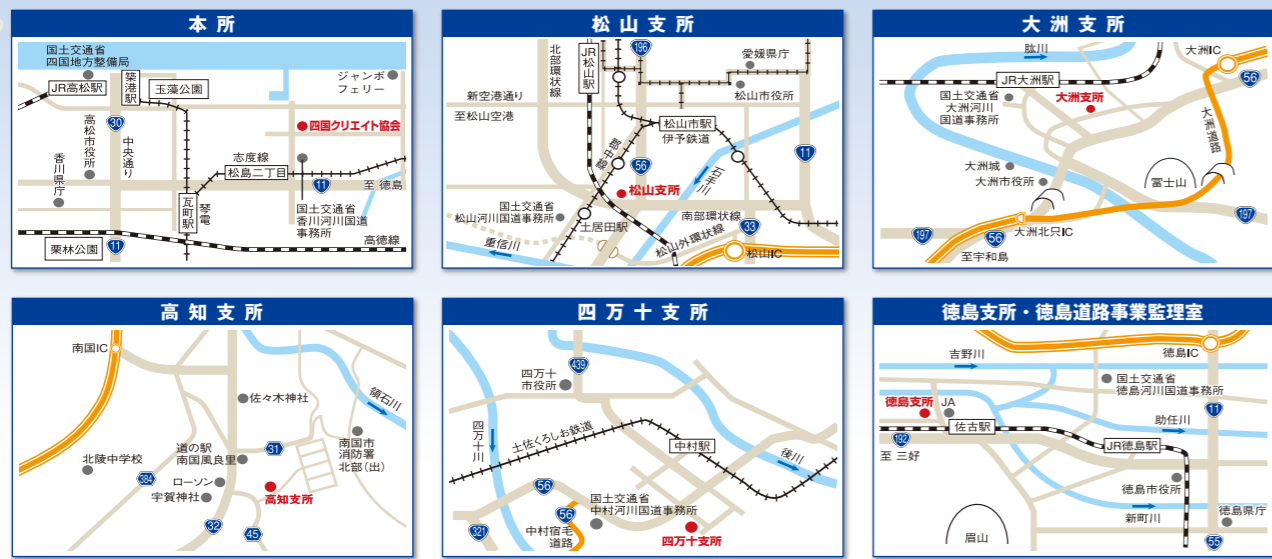 本所
国土交通省
四国地方整備局
JR高松駅
築港駅
玉藻公園
ジャンボ
フェリー
30
高松市役所
中央通り
四国クリエイト協会
香川県庁
志度線
松島二丁目
11
至 徳島
瓦町駅
琴電
国土交通省
香川河川国道
事務所
高徳線
栗林公園
11
松山支所
北部環状線
JR松山駅
196
愛媛県庁
松山市役所
新空港通り
至松山空港
松山市駅
伊予鉄道
郡中線
56
11
石手川
松山支所
国土交通省
松山河川国道事務所
土居田駅
南部環状線
33
重信川
松山外環状線
松山IC
大洲支所
肱川
大洲IC
JR大洲駅
56
国土交通省
大洲河川
国道事務所
大洲支所
大洲道路
大洲城
大洲市役所
冨士山
197
197
56
大洲北只IC
至宇和島
高知支所
南国IC
領石川
佐々木神社
道の駅
南国風良里
31
南国市
消防署
北部(出)
北陵中学校
384
ローソン
宇賀神社
高知支所
32
45
四万十支所
四万十
市役所
439
四万十川
土佐くろしお鉄道
中村駅
後川
56
国土交通省
中村河川国道事務所
56
321
中村宿毛
道路
四万十支所
徳島支所・徳島道路事業監理室
吉野川
徳島IC
国土交通省
徳島河川国道事務所
徳島支所
JA
11
佐古駅
助任川
192
至 三好
JR徳島駅
徳島市役所
新町川
徳島県庁
眉山
55